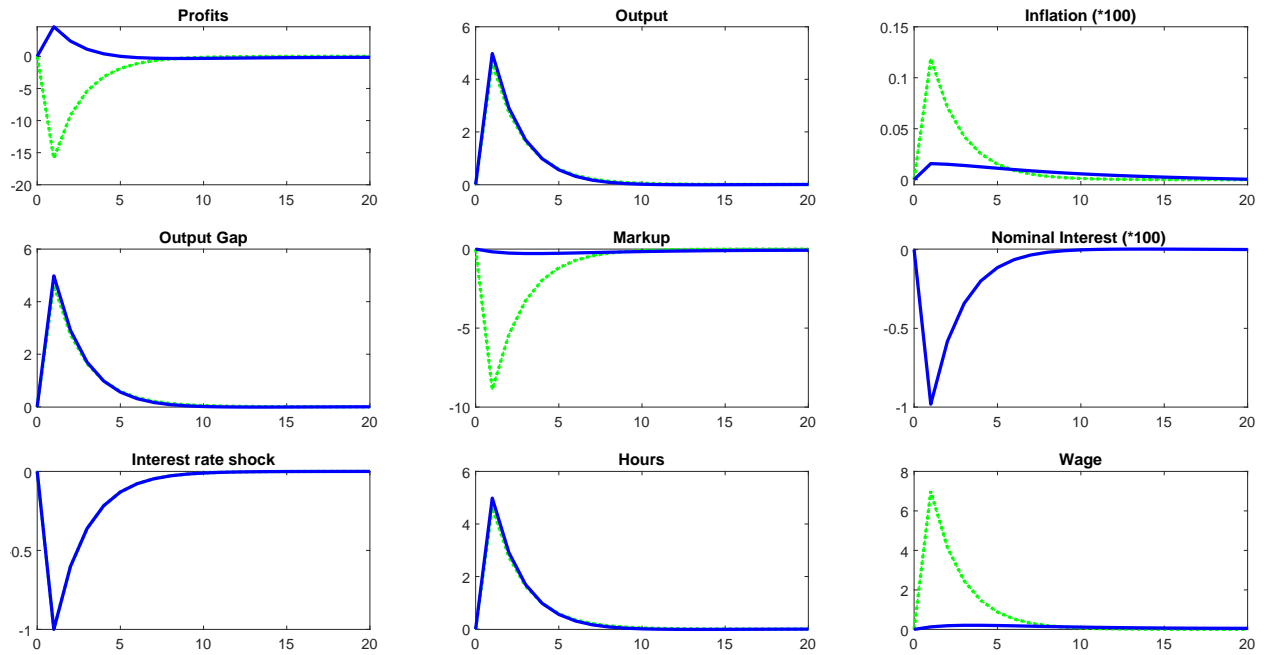 Profits
0
-5
-10
-15
-20
0 5 10 15 20
Output
6
4
2
0
0 5 10 15 20
Inflation (*100)
0.15
0.1
0.05
0
0 5 10 15 20
Output Gap
6
4
2
0
0 5 10 15 20
Markup
0
-5
-10
0 5 10 15 20
Nominal Interest (*100)
0
-0.5
-1
0 5 10 15 20
Interest rate shock
0
0.5
-1
0 5 10 15 20
Hours
6
4
2
0
0 5 10 15 20
Wage
8
6
4
2
0
0 5 10 15 20